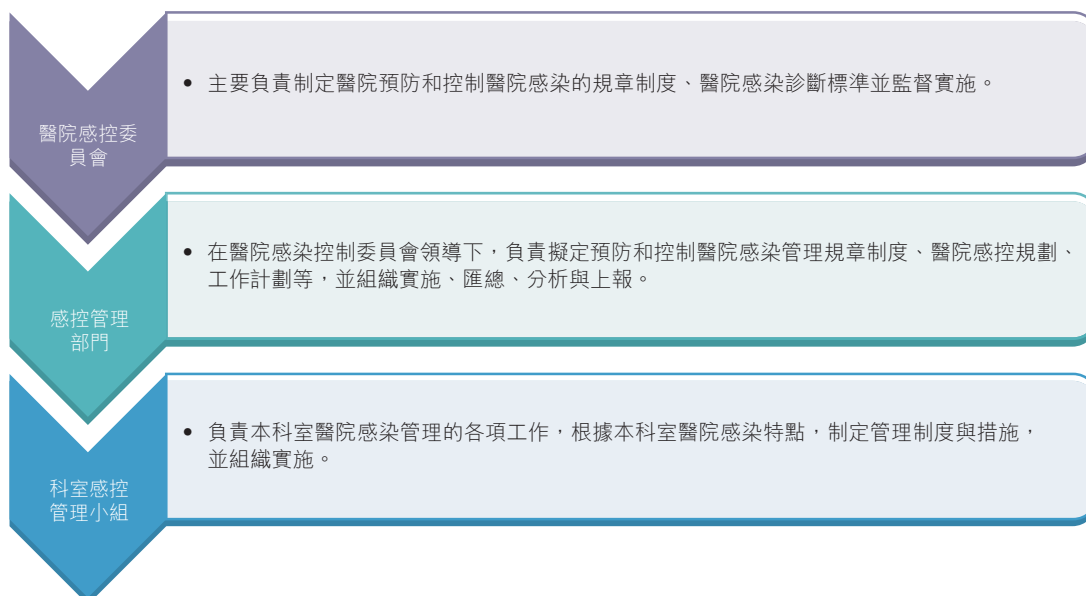 醫院感控委
員會
• 主要負責制定醫院預防和控制醫院感染的規章制度、醫院感染診斷標準並監督實施。
感控管理
部門
• 在醫院感染控制委員會領導下，負責擬定預防和控制醫院感染管理規章制度、醫院感控規劃、
工作計劃等，並組織實施、匯總、分析與上報。
科室感控
管理小組
• 負責本科室醫院感染管理的各項工作，根據本科室醫院感染特點，制定管理制度與措施，
並組織實施。